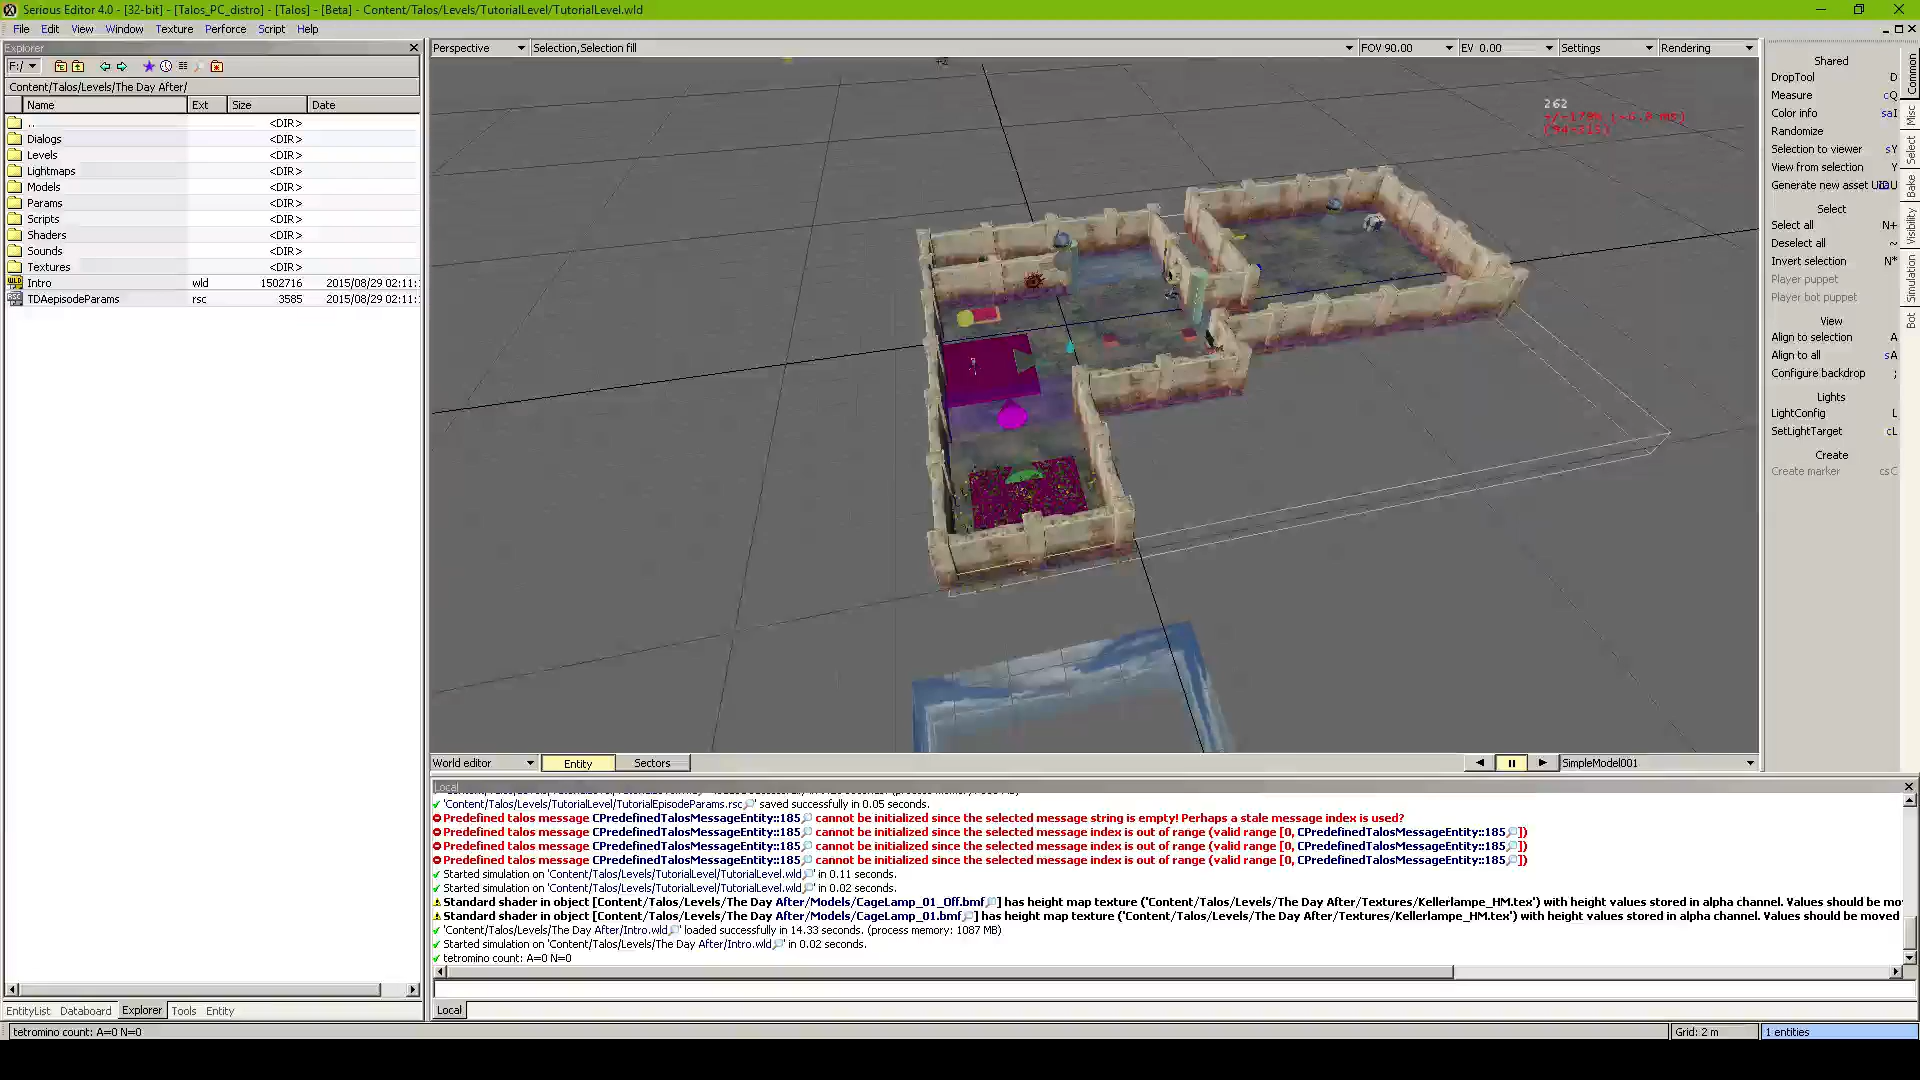 Serious Editor 4.0 - [32-bit] - [Talos_PC_distro] - [Talos] - [Beta] - Content/Talos/Levels/TutorialLevel/TutorialLevel.wld
File Edit View Window Texture Perforce Script Help
Explorer
F:/
Content/Talos/Levels/The Day After/
Name Ext Size Date
.. <DIR>
Dialogs <DIR>
Levels <DIR>
Lightmaps <DIR>
Models <DIR>
Params <DIR>
Scripts <DIR>
Shaders <DIR>
Sounds <DIR>
Textures <DIR>
Intro wld 1502716 2015/08/29 02:11:
TDAepisodeParams rsc 3585 2015/08/29 02:11:
EntityList Databoard Explorer Tools Entity
Perspective Selection,Selection fill FOV 90.00 EV 0.00 Settings Rendering
262
World editor Entity Sectors SimpleModel001
Local
'Content/Talos/Levels/TutorialLevel/TutorialEpisodeParams.rsc' saved successfully in 0.05 seconds.
Predefined talos message CPredefinedTalosMessageEntity::185 cannot be initialized since the selected message string is empty! Perhaps a stale message index is used?
Predefined talos message CPredefinedTalosMessageEntity::185 cannot be initialized since the selected message index is out of range (valid range [0, CPredefinedTalosMessageEntity::185])
Predefined talos message CPredefinedTalosMessageEntity::185 cannot be initialized since the selected message index is out of range (valid range [0, CPredefinedTalosMessageEntity::185])
Predefined talos message CPredefinedTalosMessageEntity::185 cannot be initialized since the selected message index is out of range (valid range [0, CPredefinedTalosMessageEntity::185])
Started simulation on 'Content/Talos/Levels/TutorialLevel/TutorialLevel.wld' in 0.11 seconds.
Started simulation on 'Content/Talos/Levels/TutorialLevel/TutorialLevel.wld' in 0.02 seconds.
Standard shader in object [Content/Talos/Levels/The Day After/Models/CageLamp_01_Off.bmf] has height map texture ('Content/Talos/Levels/The Day After/Textures/Kellerlampe_HM.tex') with height values stored in alpha channel. Values should be mo
Standard shader in object [Content/Talos/Levels/The Day After/Models/CageLamp_01.bmf] has height map texture ('Content/Talos/Levels/The Day After/Textures/Kellerlampe_HM.tex') with height values stored in alpha channel. Values should be moved
'Content/Talos/Levels/The Day After/Intro.wld' loaded successfully in 14.33 seconds. (process memory: 1087 MB)
Started simulation on 'Content/Talos/Levels/The Day After/Intro.wld' in 0.02 seconds.
tetromino count: A=0 N=0
Local
Shared
DropTool D
Measure cQ
Color info saI
Randomize
Selection to viewer sY
View from selection Y
Generate new asset
Select
Select all N+
Deselect all ~
Invert selection N*
Player puppet
Player bot puppet
View
Align to selection A
Align to all sA
Configure backdrop ;
Lights
LightConfig L
SetLightTarget cL
Create
Create marker csC
Common
Misc
Select
Bake
Visibility
Simulation
Bot
tetromino count: A=0 N=0
Grid: 2 m
1 entities